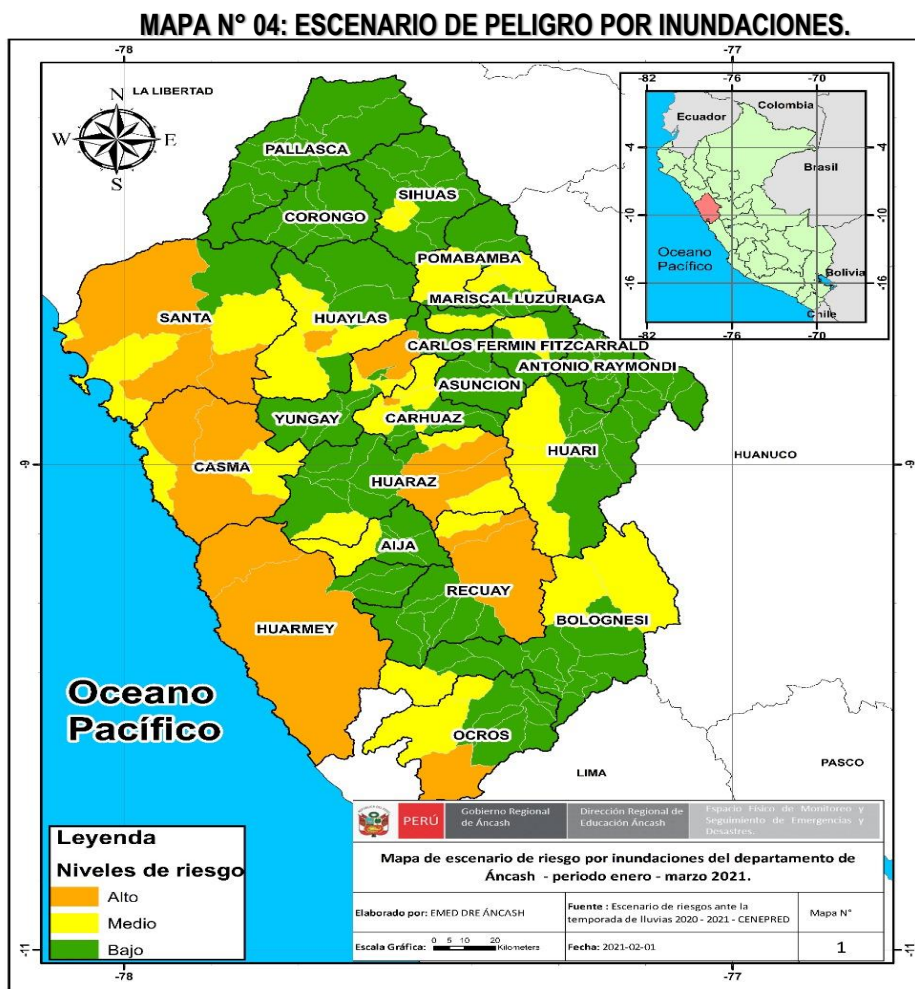 MAPA N° 04: ESCENARIO DE PELIGRO POR INUNDACIONES.
-78
-77
LA LIBERTAD
N
W
E
S
-82
-76
-70
Colombia
Ecuador
-4
Brasil
-10
Oceano
Pacífico
Bolivia
-16
Chile
-82
-76
-70
PALLASCA
SIHUAS
CORONGO
POMABAMBA
MARISCAL LUZURIAGA
SANTA
HUAYLAS
CARLOS FERMIN FITZCARRALD
ANTONIO RAYMONDI
ASUNCION
YUNGAY
CARHUAZ
HUARI
-9
-9
HUANUCO
CASMA
HUARAZ
AIJA
RECUAY
BOLOGNESI
HUARMEY
Oceano
Pacífico
OCROS
LIMA
PASCO
PERÚ
Gobierno Regional
de Áncash
Dirección Regional de
Educación Áncash
Espacio Físico de Monitoreo y
Seguimiento de Emergencias y
Desastres.
Mapa de escenario de riesgo por inundaciones del departamento de
Áncash - periodo enero - marzo 2021.
Elaborado por: EMED DRE ÁNCASH
Fuente : Escenario de riesgos ante la
temporada de lluvias 2020 - 2021 - CENEPRED
Mapa N°
Escala Gráfica:
0 5 10 20
Kilometers
Fecha: 2021-02-01
1
Leyenda
Niveles de riesgo
Alto
Medio
Bajo
-11
-11
-78
-77